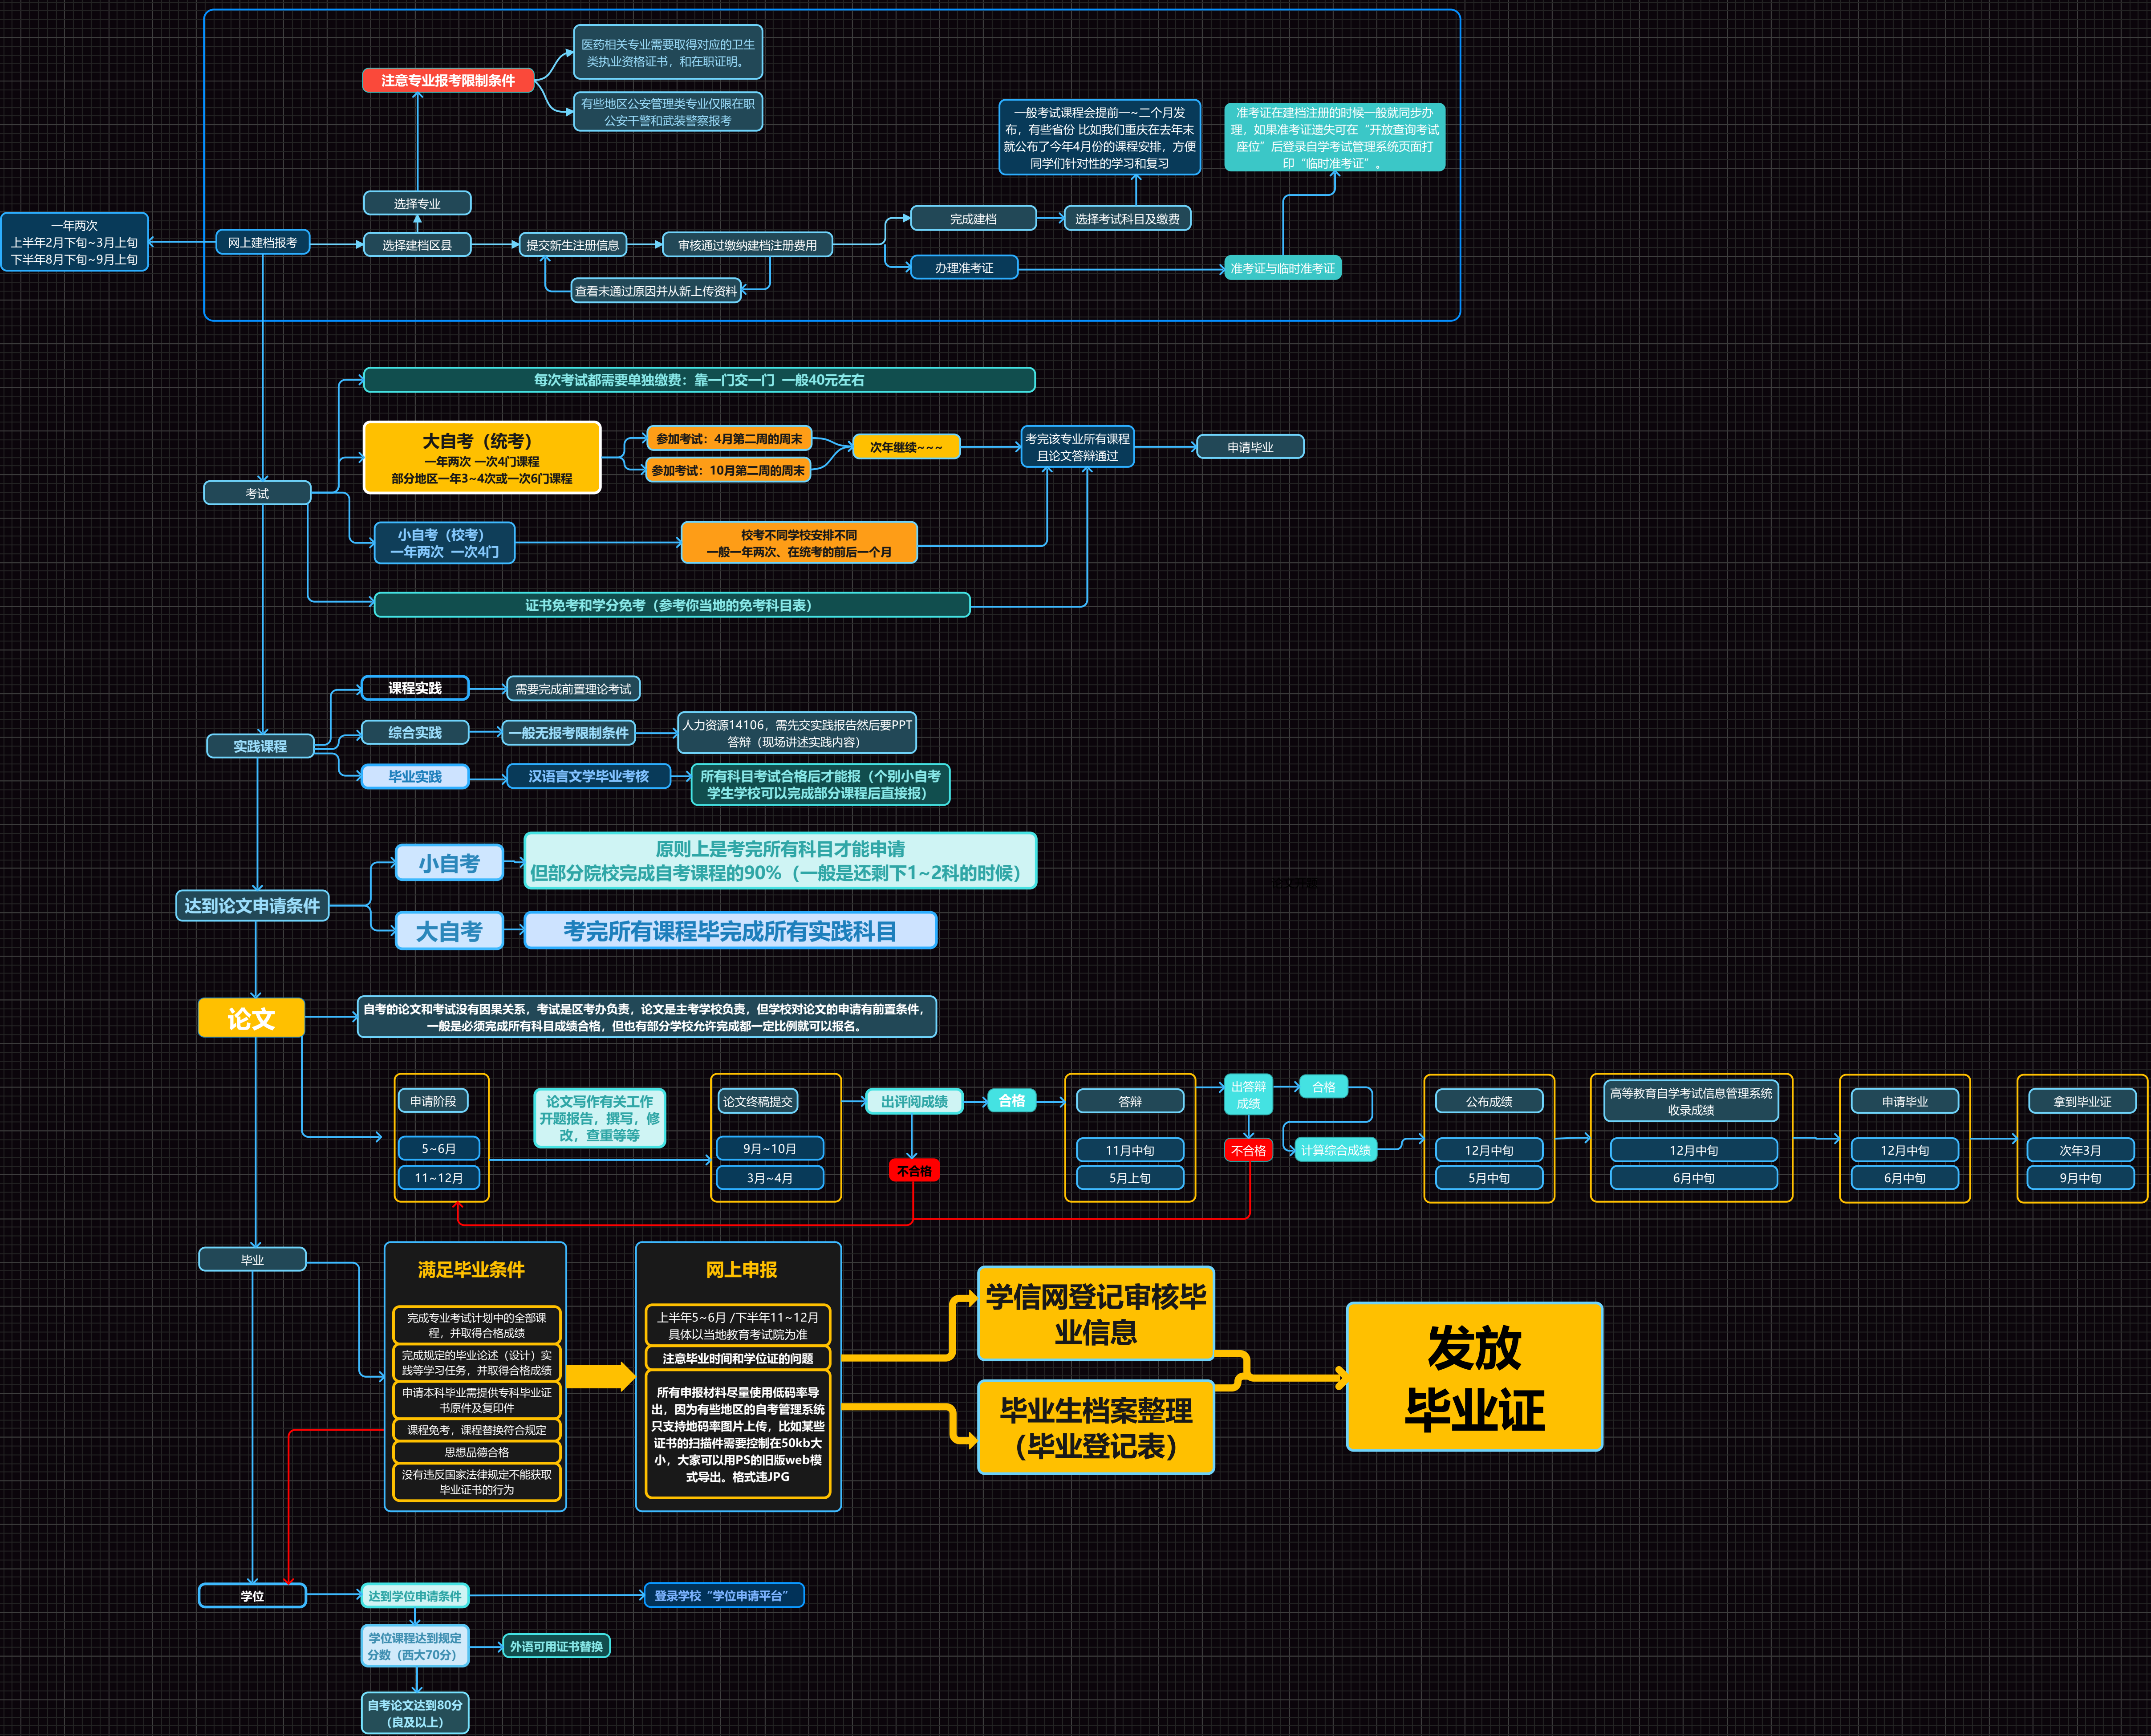 医药相关专业需要取得对应的卫生
类执业资格证书，和在职证明。
注意专业报考限制条件
有些地区公安管理类专业仅限在职
公安干警和武装警察报考
一般考试课程会提前一~二个月发
布，有些省份 比如我们重庆在去年末
就公布了今年4月份的课程安排，方便
同学们针对性的学习和复习
准考证在建档注册的时候一般就同步办
理，如果准考证遗失可在“开放查询考试
座位”后登录自学考试管理系统页面打
印“临时准考证”。
选择专业
一年两次
上半年2月下旬~3月上旬
下半年8月下旬~9月上旬
网上建档报考
选择建档区县
提交新生注册信息
审核通过缴纳建档注册费用
完成建档
选择考试科目及缴费
办理准考证
准考证与临时准考证
查看未通过原因并从新上传资料
每次考试都需要单独缴费：靠一门交一门 一般40元左右
大自考（统考）
一年两次 一次4门课程
部分地区一年3~4次或一次6门课程
参加考试：4月第二周的周末
参加考试：10月第二周的周末
次年继续~~~
考完该专业所有课程
且论文答辩通过
申请毕业
考试
小自考（校考）
一年两次 一次4门
校考不同学校安排不同
一般一年两次、在统考的前后一个月
证书免考和学分免考（参考你当地的免考科目表）
课程实践
需要完成前置理论考试
实践课程
综合实践
一般无报考限制条件
人力资源14106，需先交实践报告然后要PPT
答辩（现场讲述实践内容）
毕业实践
汉语言文学毕业考核
所有科目考试合格后才能报（个别小自考
学生学校可以完成部分课程后直接报）
小自考
原则上是考完所有科目才能申请
但部分院校完成自考课程的90%（一般是还剩下1~2科的时候）
达到论文申请条件
大自考
考完所有课程毕完成所有实践科目
论文
自考的论文和考试没有因果关系，考试是区考办负责，论文是主考学校负责，但学校对论文的申请有前置条件，
一般是必须完成所有科目成绩合格，但也有部分学校允许完成都一定比例就可以报名。
申请阶段
5~6月
11~12月
论文写作有关工作
开题报告，撰写，修
改，查重等等
论文终稿提交
9月~10月
3月~4月
出评阅成绩
合格
不合格
答辩
11月中旬
5月上旬
出答辩
成绩
合格
不合格
计算综合成绩
公布成绩
12月中旬
5月中旬
高等教育自学考试信息管理系统
收录成绩
12月中旬
6月中旬
申请毕业
12月中旬
6月中旬
拿到毕业证
次年3月
9月中旬
毕业
满足毕业条件
完成专业考试计划中的全部课
程，并取得合格成绩
完成规定的毕业论述（设计）实
践等学习任务，并取得合格成绩
申请本科毕业需提供专科毕业证
书原件及复印件
课程免考，课程替换符合规定
思想品德合格
没有违反国家法律规定不能获取
毕业证书的行为
网上申报
上半年5~6月 /下半年11~12月
具体以当地教育考试院为准
注意毕业时间和学位证的问题
所有申报材料尽量使用低码率导
出，因为有些地区的自考管理系统
只支持地码率图片上传，比如某些
证书的扫描件需要控制在50kb大
小，大家可以用PS的旧版web模
式导出。格式违JPG
学信网登记审核毕
业信息
毕业生档案整理
（毕业登记表）
发放
毕业证
学位
达到学位申请条件
登录学校“学位申请平台”
学位课程达到规定
分数（西大70分）
外语可用证书替换
自考论文达到80分
（良及以上）